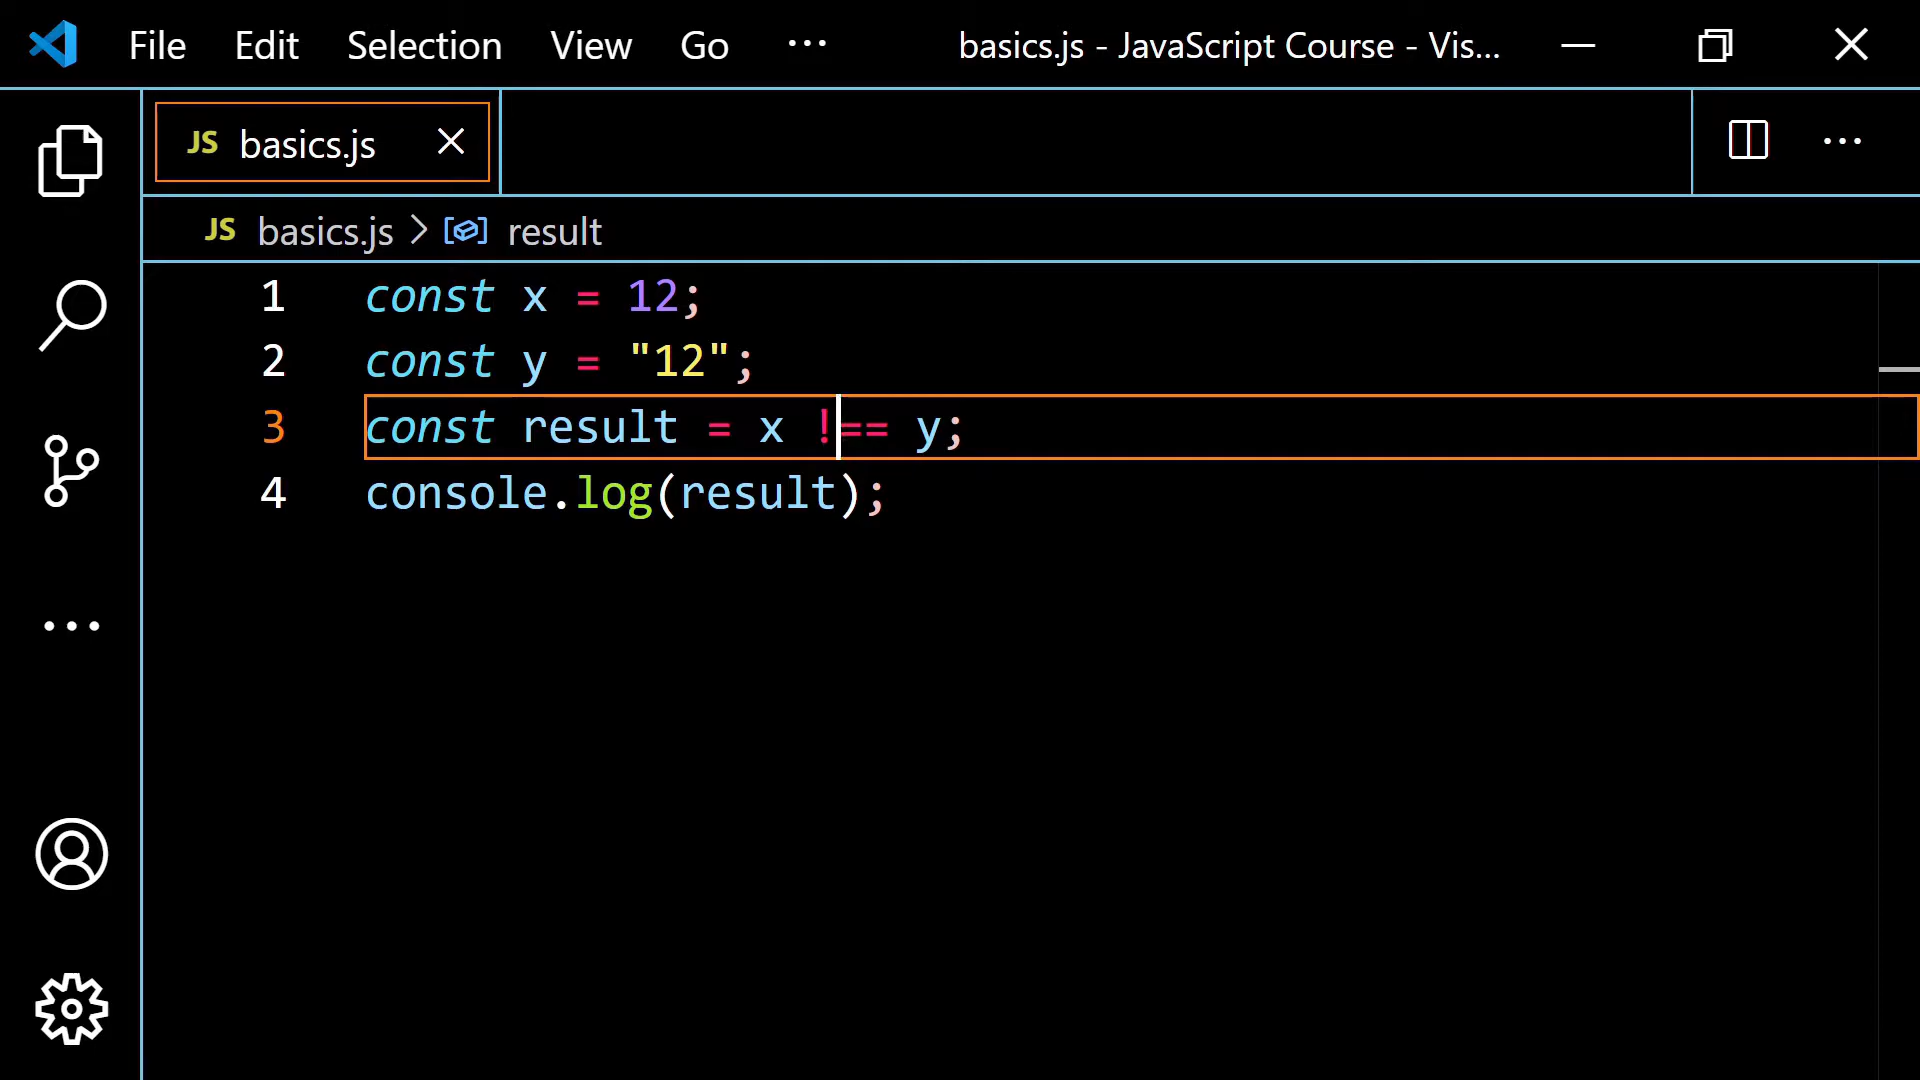 File Edit Selection View Go ··· basics.js - JavaScript Course - Vis...
JS basics.js
JS basics.js > result
1 const x = 12;
2 const y = "12";
3 const result = x !== y;
4 console.log(result);